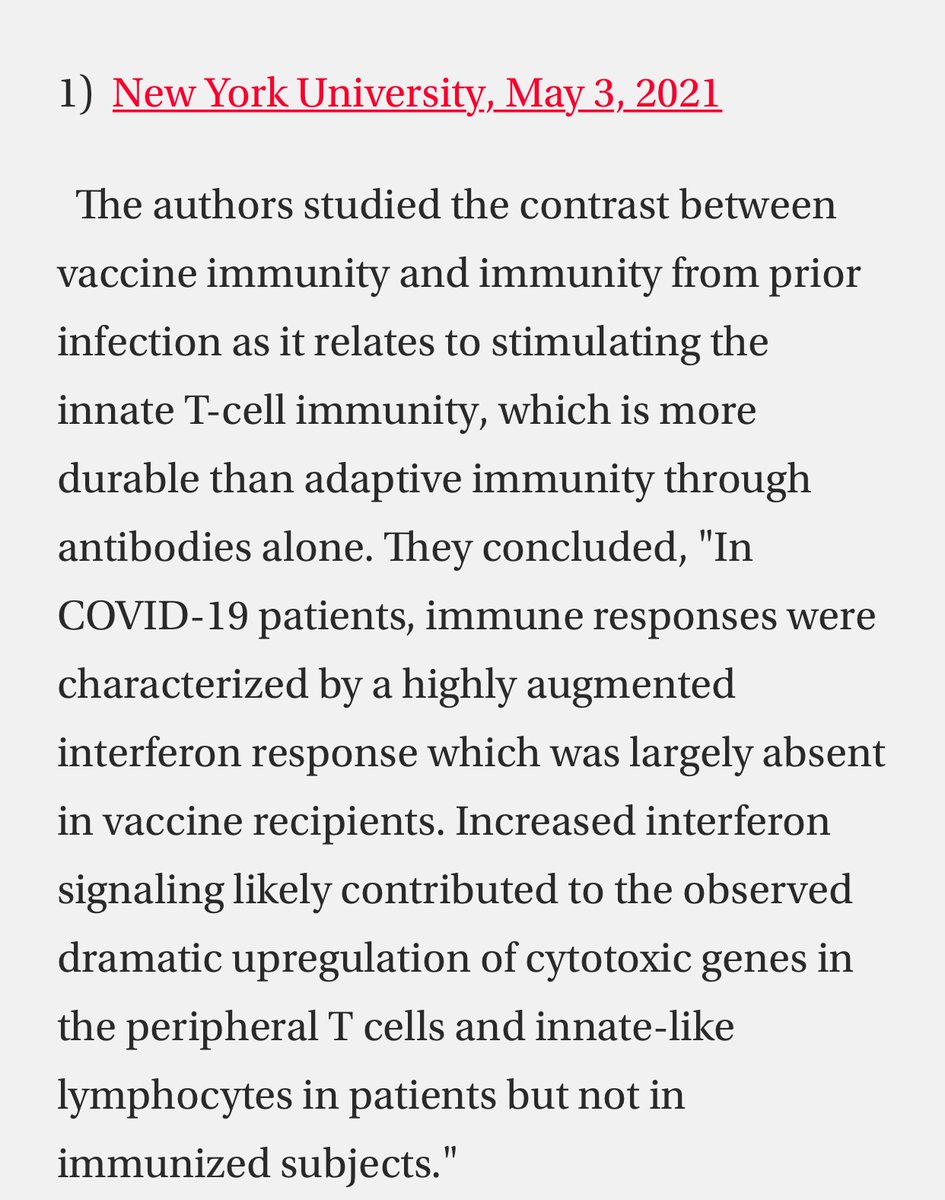 1) New York University, May 3, 2021
The authors studied the contrast between
vaccine immunity and immunity from prior
infection as it relates to stimulating the
innate T-cell immunity, which is more
durable than adaptive immunity through
antibodies alone. They concluded, "In
COVID-19 patients, immune responses were
characterized by a highly augmented
interferon response which was largely absent
in vaccine recipients. Increased interferon
signaling likely contributed to the observed
dramatic upregulation of cytotoxic genes in
the peripheral T cells and innate-like
lymphocytes in patients but not in
immunized subjects."